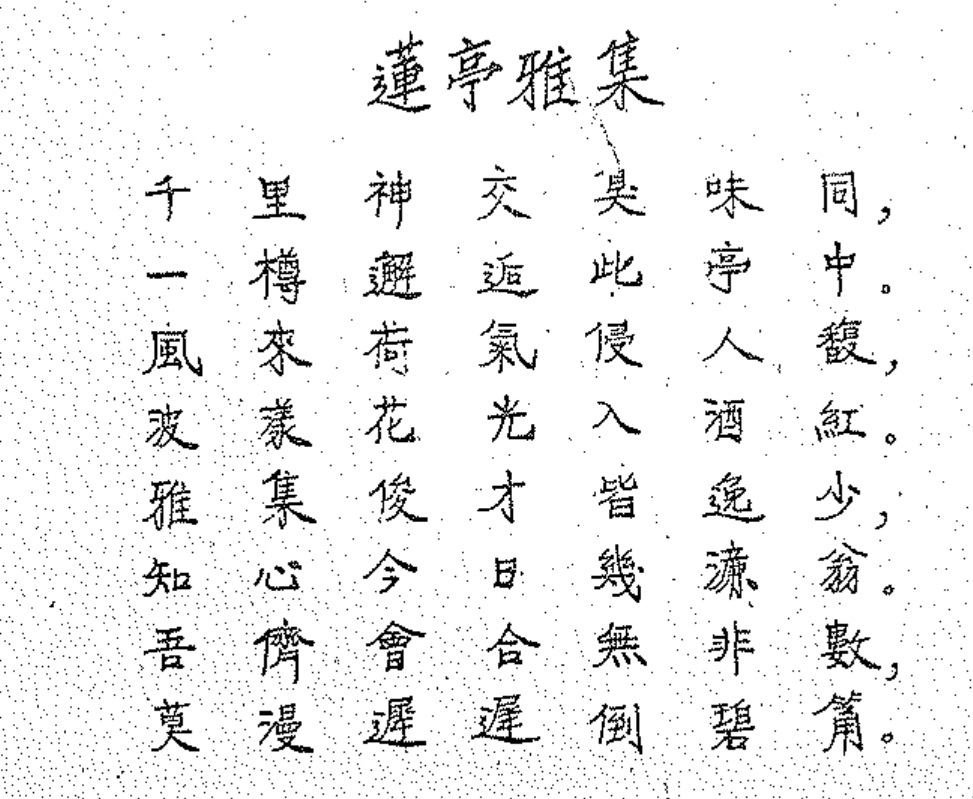 蓮亭雅集
千里神交臭味同，
一樽邂逅此亭中。
風來荷氣侵人馥，
波漾花光入酒紅。
雅集俊才皆逸少，
知心今日幾濂翁。
吾儕會合無非數，
莫漫遲遲倒碧筩。